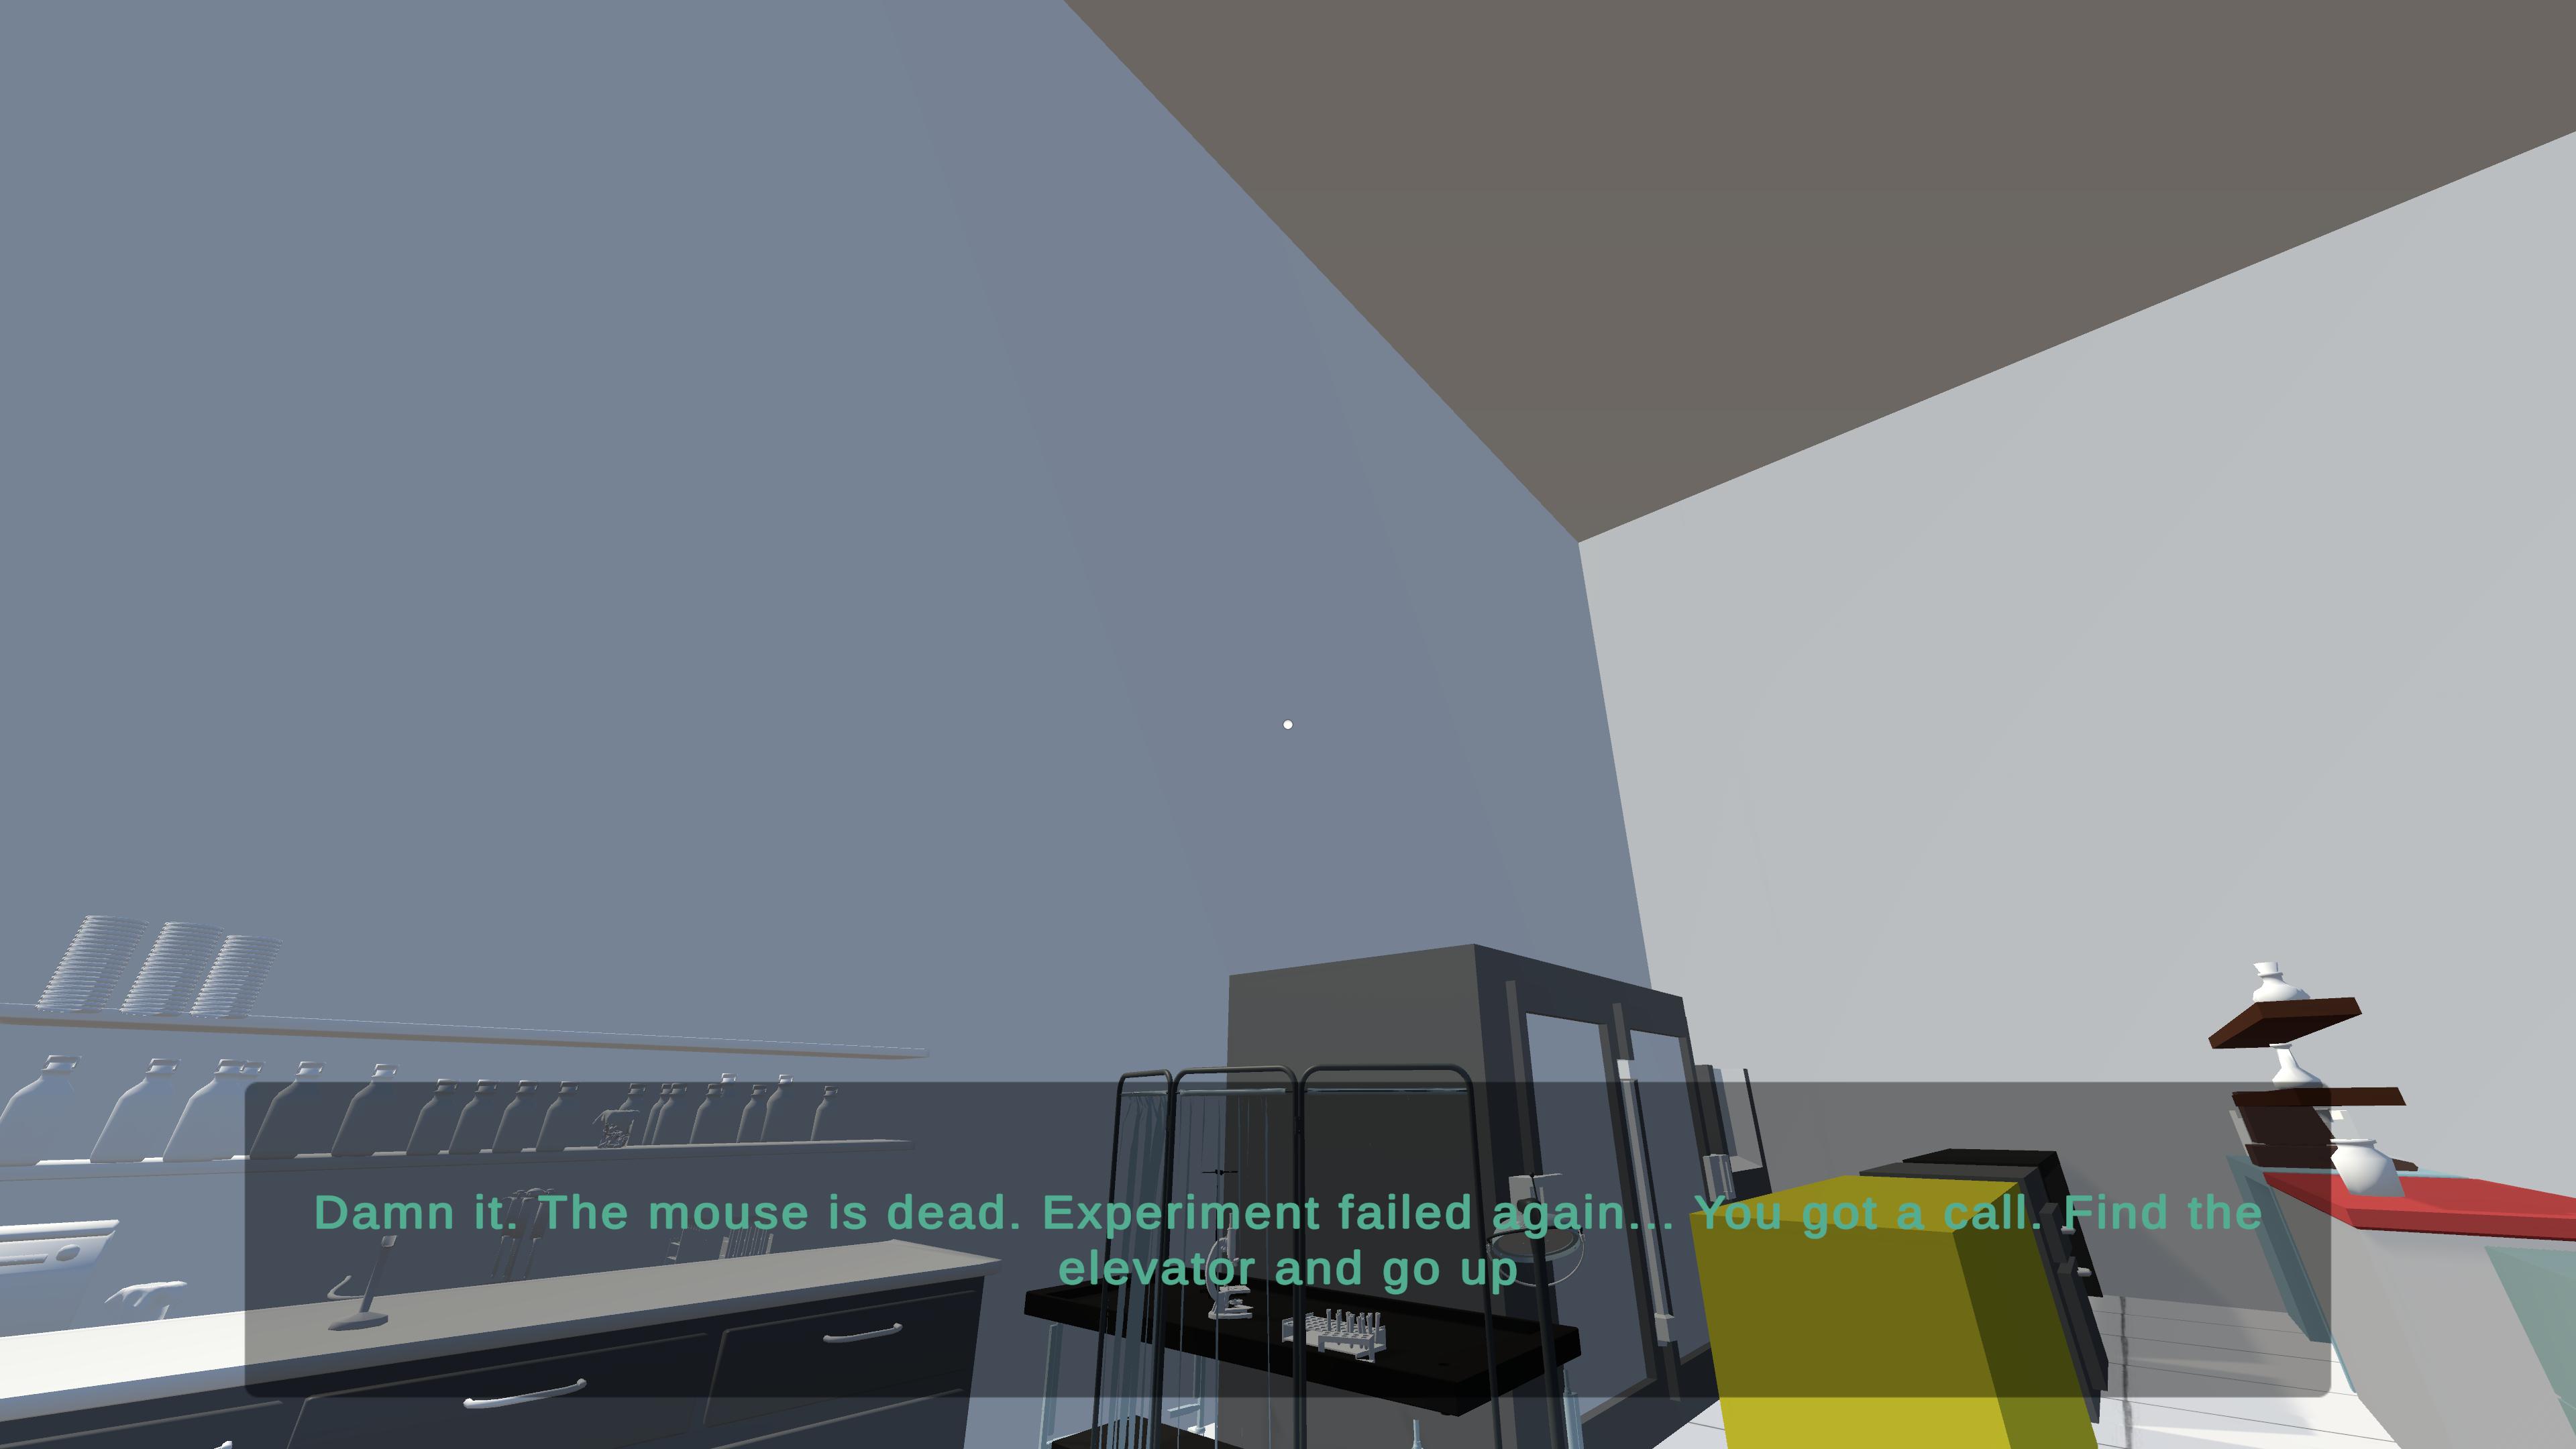 Damn it. The mouse is dead. Experiment failed again... You got a call. Find the
elevator and go up